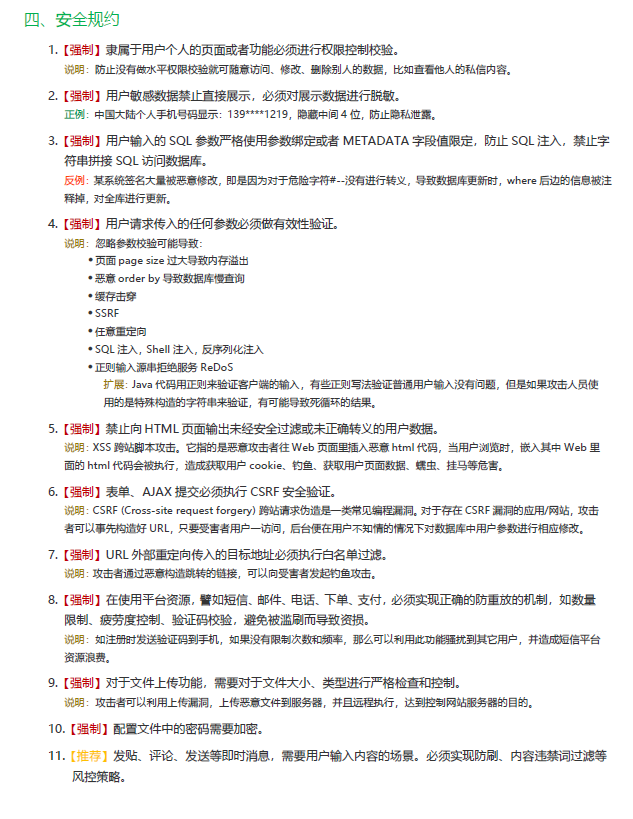 四、安全规约
1.【强制】隶属于用户个人的页面或者功能必须进行权限控制校验。
说明：防止没有做水平权限校验就可随意访问、修改、删除别人的数据，比如查看他人的私信内容。
2.【强制】用户敏感数据禁止直接展示，必须对展示数据进行脱敏。
正例：中国大陆个人手机号码显示：139****1219，隐藏中间 4 位，防止隐私泄露。
3.【强制】用户输入的 SQL 参数严格使用参数绑定或者 METADATA 字段值限定，防止 SQL 注入，禁止字
符串拼接 SQL 访问数据库。
反例：某系统签名大量被恶意修改，即是因为对于危险字符#--没有进行转义，导致数据库更新时，where 后边的信息被注
释掉，对全库进行更新。
4.【强制】用户请求传入的任何参数必须做有效性验证。
说明：忽略参数校验可能导致：
• 页面 page size 过大导致内存溢出
• 恶意 order by 导致数据库慢查询
• 缓存击穿
• SSRF
• 任意重定向
• SQL 注入，Shell 注入，反序列化注入
• 正则输入源串拒绝服务 ReDoS
扩展：Java 代码用正则来验证客户端的输入，有些正则写法验证普通用户输入没有问题，但是如果攻击人员使
用的是特殊构造的字符串来验证，有可能导致死循环的结果。
5.【强制】禁止向 HTML 页面输出未经安全过滤或未正确转义的用户数据。
说明：XSS 跨站脚本攻击。它指的是恶意攻击者往 Web 页面里插入恶意 html 代码，当用户浏览时，嵌入其中 Web 里
面的 html 代码会被执行，造成获取用户 cookie、钓鱼、获取用户页面数据、蠕虫、挂马等危害。
6.【强制】表单、AJAX 提交必须执行 CSRF 安全验证。
说明：CSRF (Cross-site request forgery) 跨站请求伪造是一类常见编程漏洞。对于存在 CSRF 漏洞的应用/网站，攻击
者可以事先构造好 URL，只要受害者用户一访问，后台便在用户不知情的情况下对数据库中用户参数进行相应修改。
7.【强制】URL 外部重定向传入的目标地址必须执行白名单过滤。
说明：攻击者通过恶意构造跳转的链接，可以向受害者发起钓鱼攻击。
8.【强制】在使用平台资源，譬如短信、邮件、电话、下单、支付，必须实现正确的防重放的机制，如数量
限制、疲劳度控制、验证码校验，避免被滥刷而导致资损。
说明：如注册时发送验证码到手机，如果没有限制次数和频率，那么可以利用此功能骚扰到其它用户，并造成短信平台
资源浪费。
9.【强制】对于文件上传功能，需要对于文件大小、类型进行严格检查和控制。
说明：攻击者可以利用上传漏洞，上传恶意文件到服务器，并且远程执行，达到控制网站服务器的目的。
10.【强制】配置文件中的密码需要加密。
11.【推荐】发贴、评论、发送等即时消息，需要用户输入内容的场景。必须实现防刷、内容违禁词过滤等
风控策略。